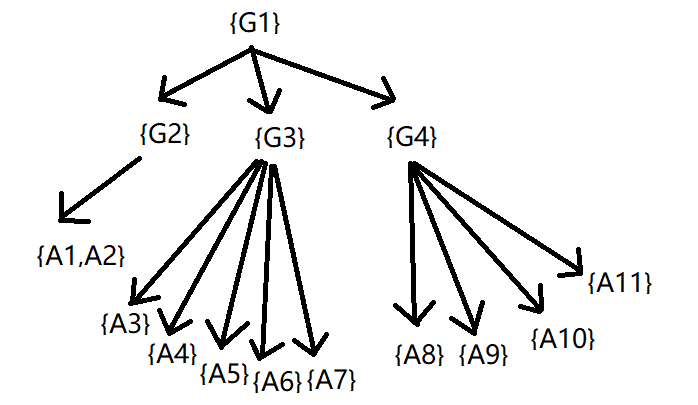 {G1}
{G2} {G3} {G4}
{A1,A2}
{A11}
{A3}
{A10}
{A4}
{A8} {A9}
{A5} {A6} {A7}